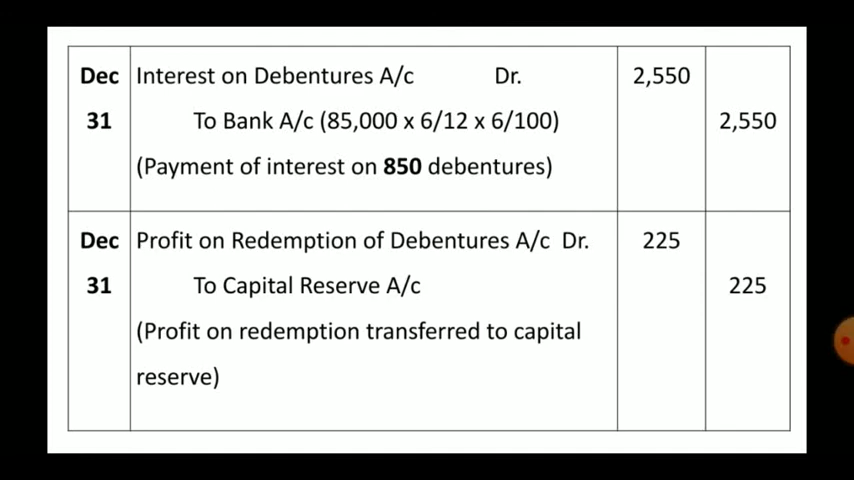 Dec Interest on Debentures A/c Dr. 2,550
31 To Bank A/c (85,000 x 6/12 x 6/100) 2,550
(Payment of interest on 850 debentures)
Dec Profit on Redemption of Debentures A/c Dr. 225
31 To Capital Reserve A/c 225
(Profit on redemption transferred to capital
reserve)